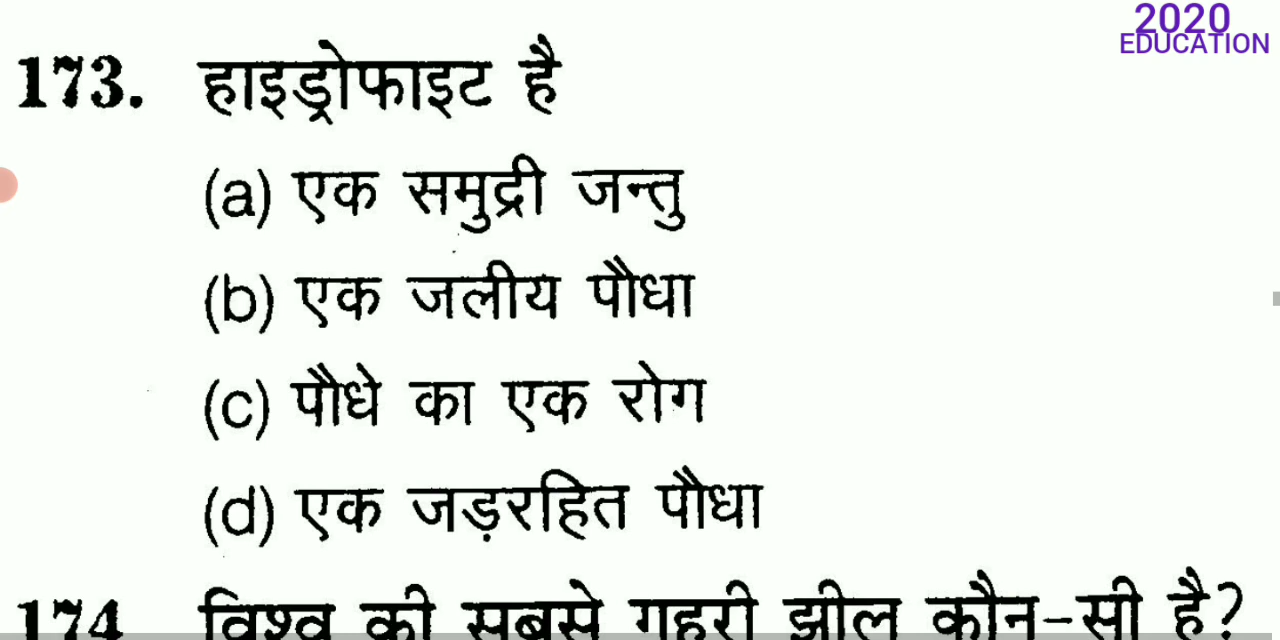 2020
EDUCATION
173. हाइड्रोफाइट है
(a) एक समुद्री जन्तु
(b) एक जलीय पौधा
(c) पौधे का एक रोग
(d) एक जड़रहित पौधा
174 विश्व की सबसे गहरी झील कौन-सी है?